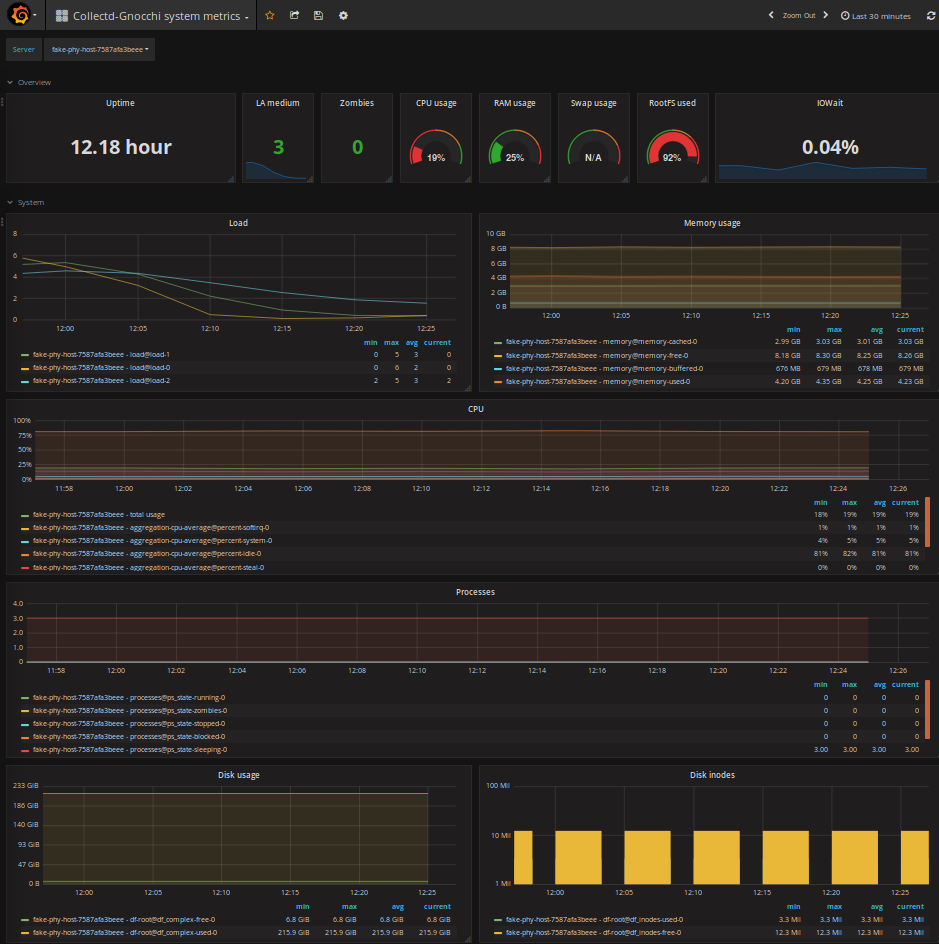 Collectd-Gnocchi system metrics
Zoom Out
Last 30 minutes
Server fake-phy-host-7587afa3beee
Overview
Uptime LA medium Zombies CPU usage RAM usage Swap usage RootFS used IOWait
12.18 hour 3 0 19% 25% N/A 92% 0.04%
System
Load
8
6
4
2
0
12:00 12:05 12:10 12:15 12:20 12:25
min max avg current
fake-phy-host-7587afa3beee - load@load-1 0 5 3 0
fake-phy-host-7587afa3beee - load@load-0 0 6 2 0
fake-phy-host-7587afa3beee - load@load-2 2 5 3 2
Memory usage
10 GB
8 GB
6 GB
4 GB
2 GB
0 B
12:00 12:05 12:10 12:15 12:20 12:25
min max avg current
fake-phy-host-7587afa3beee - memory@memory-cached-0 2.99 GB 3.03 GB 3.01 GB 3.03 GB
fake-phy-host-7587afa3beee - memory@memory-free-0 8.18 GB 8.30 GB 8.25 GB 8.26 GB
fake-phy-host-7587afa3beee - memory@memory-buffered-0 676 MB 679 MB 678 MB 679 MB
fake-phy-host-7587afa3beee - memory@memory-used-0 4.20 GB 4.35 GB 4.25 GB 4.23 GB
CPU
100%
75%
50%
25%
0%
11:58 12:00 12:02 12:04 12:06 12:08 12:10 12:12 12:14 12:16 12:18 12:20 12:22 12:24 12:26
min max avg current
fake-phy-host-7587afa3beee - total usage 18% 19% 19% 19%
fake-phy-host-7587afa3beee - aggregation-cpu-average@percent-softirq-0 1% 1% 1% 1%
fake-phy-host-7587afa3beee - aggregation-cpu-average@percent-system-0 4% 5% 5% 5%
fake-phy-host-7587afa3beee - aggregation-cpu-average@percent-idle-0 81% 82% 81% 81%
fake-phy-host-7587afa3beee - aggregation-cpu-average@percent-steal-0 0% 0% 0% 0%
Processes
4.0
3.0
2.0
1.0
0
11:58 12:00 12:02 12:04 12:06 12:08 12:10 12:12 12:14 12:16 12:18 12:20 12:22 12:24 12:26
min max avg current
fake-phy-host-7587afa3beee - processes@ps_state-running-0 0 0 0 0
fake-phy-host-7587afa3beee - processes@ps_state-zombies-0 0 0 0 0
fake-phy-host-7587afa3beee - processes@ps_state-stopped-0 0 0 0 0
fake-phy-host-7587afa3beee - processes@ps_state-blocked-0 0 0 0 0
fake-phy-host-7587afa3beee - processes@ps_state-sleeping-0 3.00 3.00 3.00 3.00
Disk usage
233 GiB
186 GiB
140 GiB
93 GiB
47 GiB
0 B
12:00 12:05 12:10 12:15 12:20 12:25
min max avg current
fake-phy-host-7587afa3beee - df-root@df_complex-free-0 6.8 GiB 6.8 GiB 6.8 GiB 6.8 GiB
fake-phy-host-7587afa3beee - df-root@df_complex-used-0 215.9 GiB 215.9 GiB 215.9 GiB 215.9 GiB
Disk inodes
100 Mil
10 Mil
1 Mil
12:00 12:05 12:10 12:15 12:20 12:25
min max avg current
fake-phy-host-7587afa3beee - df-root@df_inodes-used-0 3.3 Mil 3.3 Mil 3.3 Mil 3.3 Mil
fake-phy-host-7587afa3beee - df-root@df_inodes-free-0 12.3 Mil 12.3 Mil 12.3 Mil 12.3 Mil